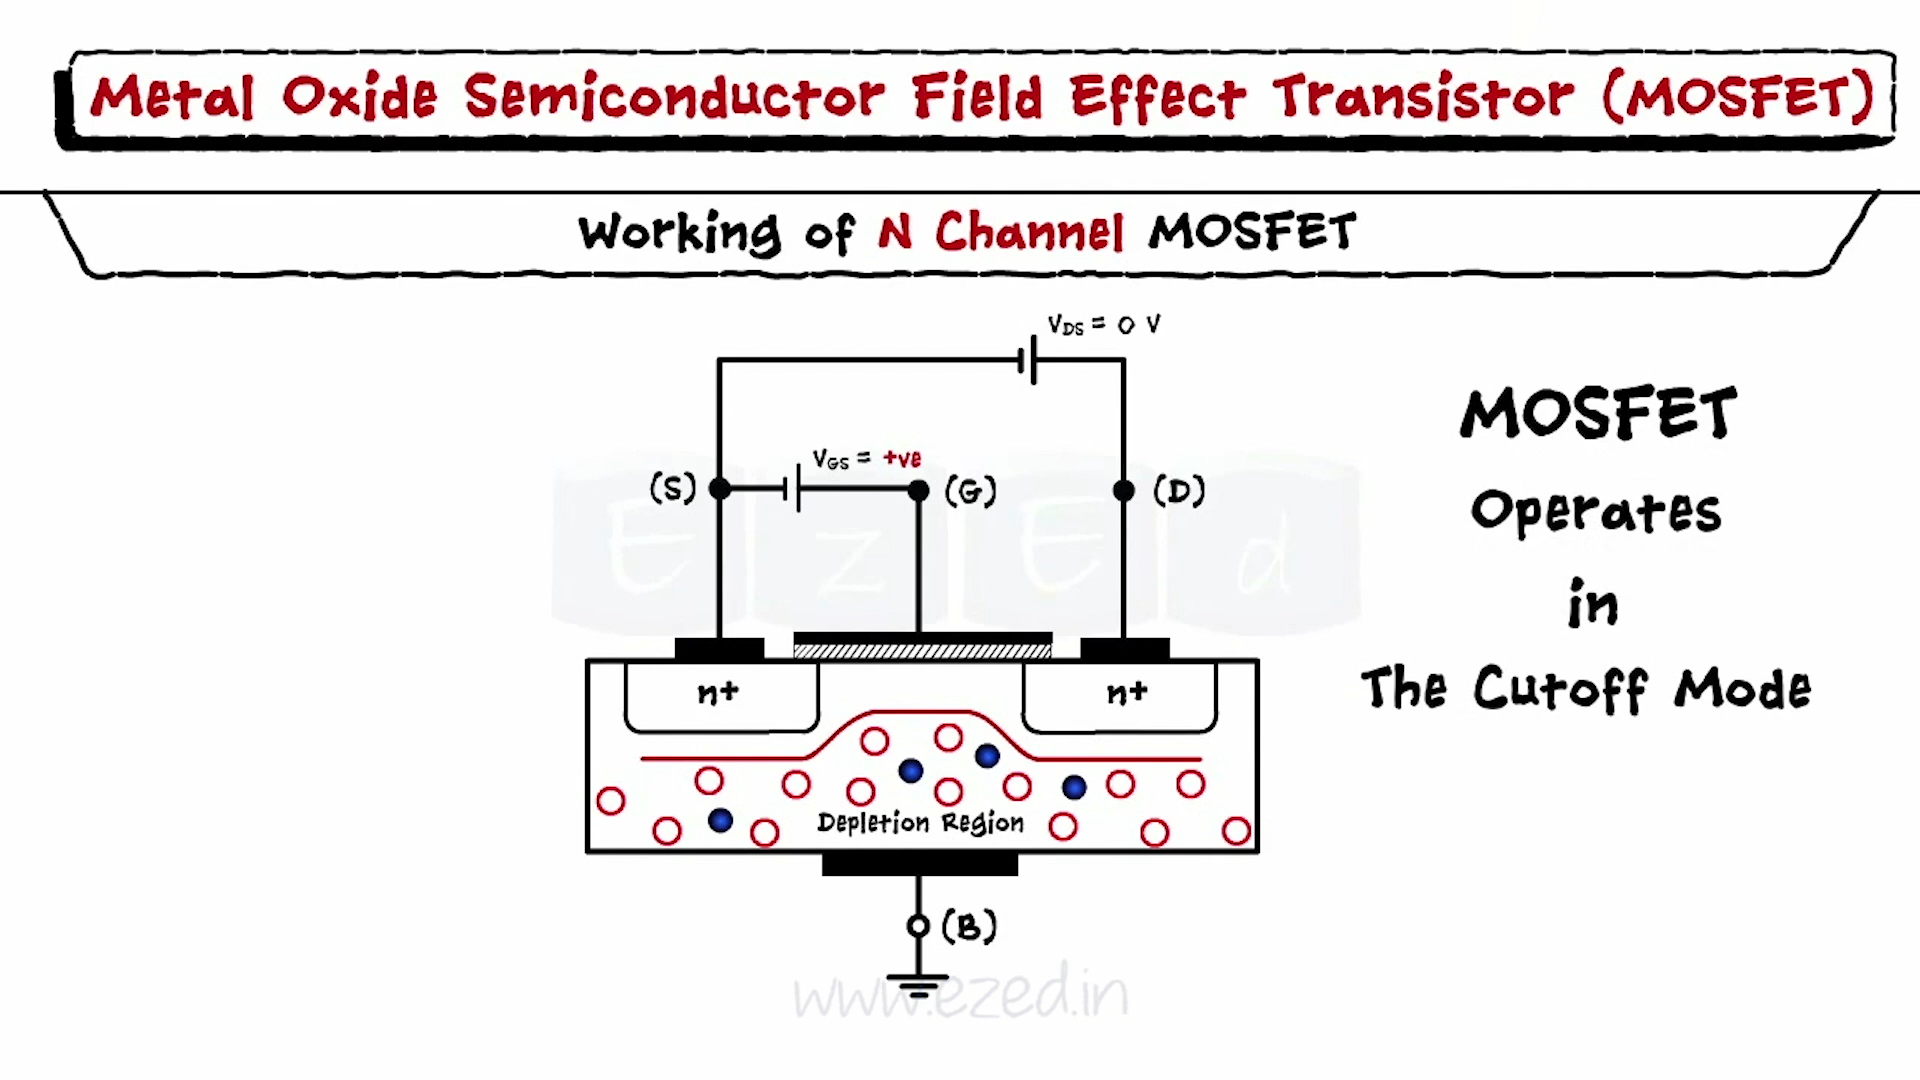 Metal Oxide Semiconductor Field Effect Transistor (MOSFET)
Working of N Channel MOSFET
VDS = 0 V
VGS = +ve
(S)
(G)
(D)
MOSFET
Operates
in
The Cutoff Mode
EzEd
n+
n+
Depletion Region
(B)
www.ezed.in